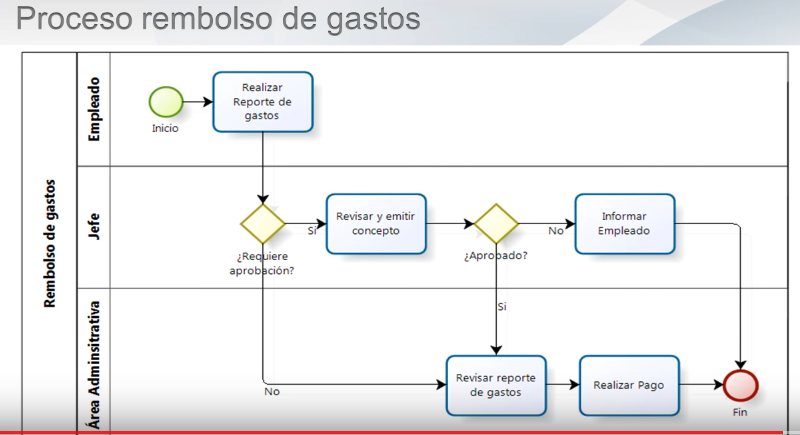 Proceso rembolso de gastos
Rembolso de gastos
Empleado
Inicio
Realizar
Reporte de
gastos
Jefe
¿Requiere
aprobación?
Si
Revisar y emitir
concepto
¿Aprobado?
No
Informar
Empleado
Área Adminsitrativa
No
Si
Revisar reporte
de gastos
Realizar Pago
Fin